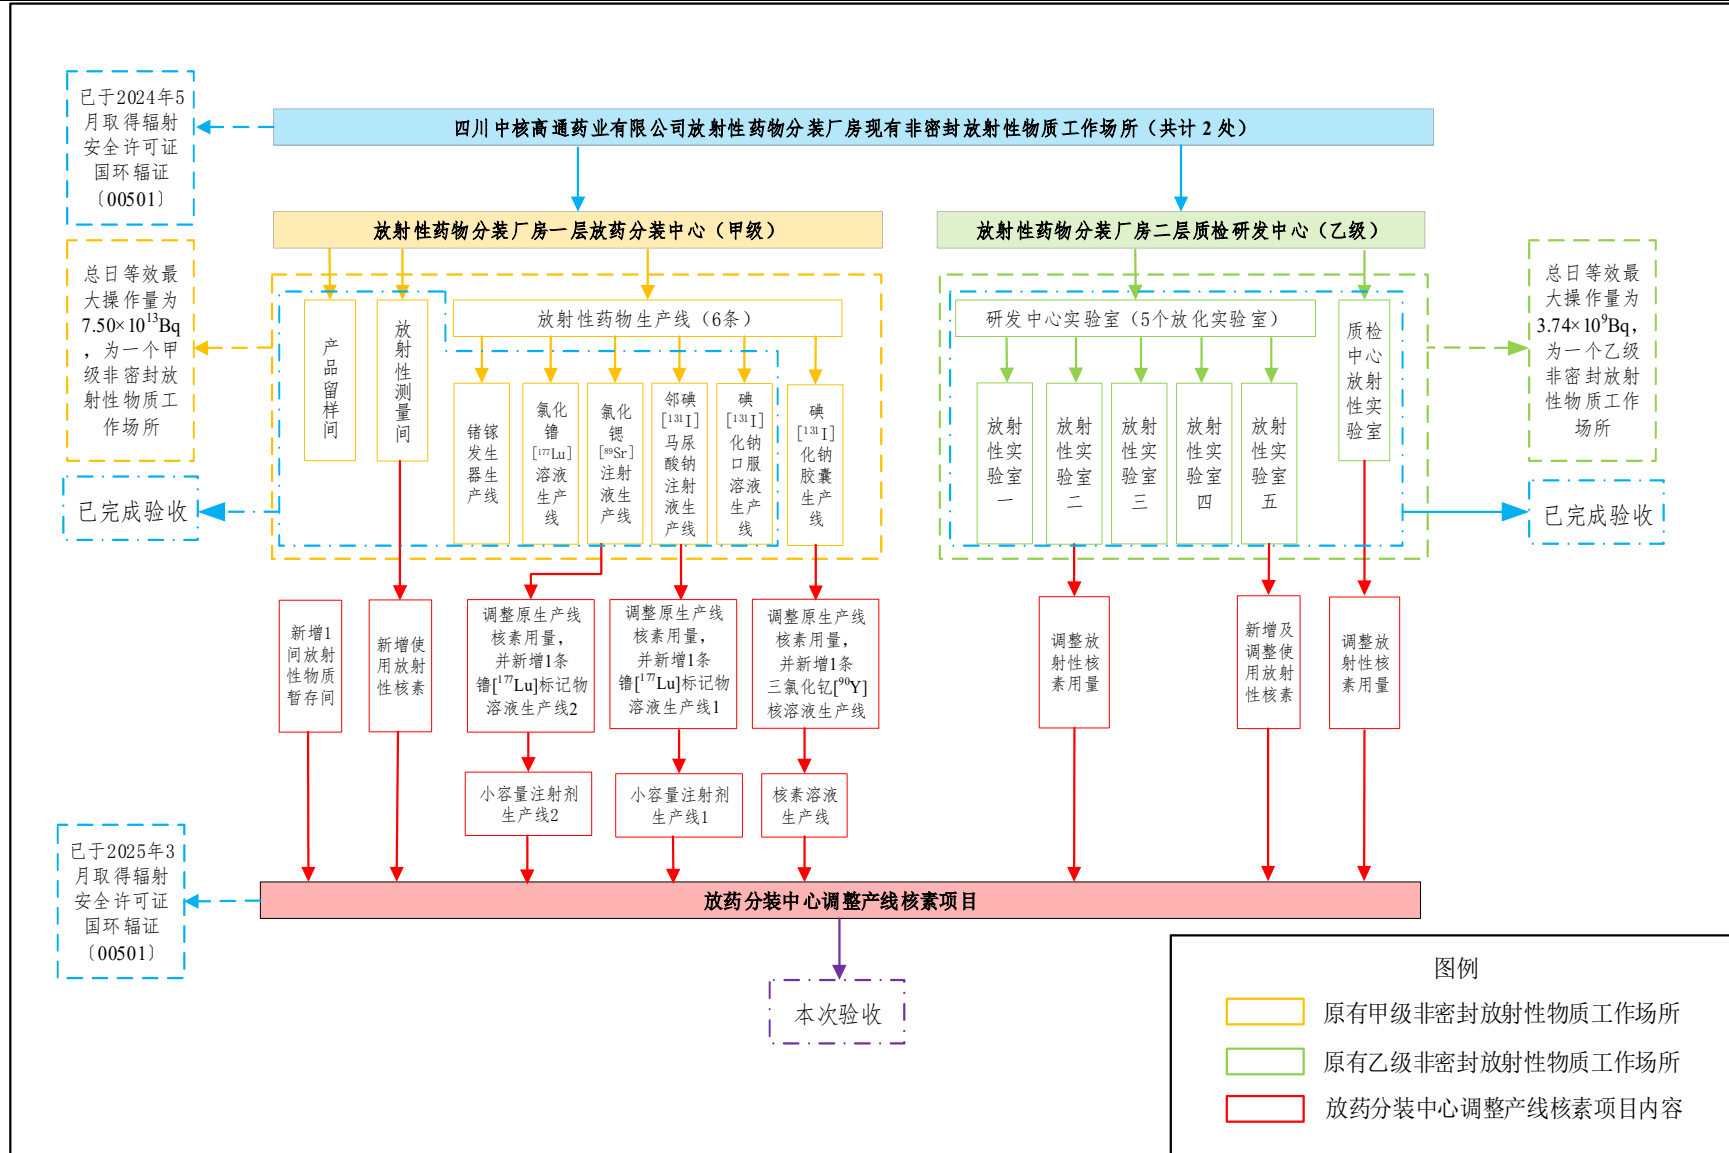 已于2024年5
月取得辐射
安全许可证
国环辐证
〔00501〕
四川中核高通药业有限公司放射性药物分装厂房现有非密封放射性物质工作场所（共计 2 处）
放射性药物分装厂房一层放药分装中心（甲级）
放射性药物分装厂房二层质检研发中心（乙级）
总日等效最
大操作量为
7.50×10¹³Bq
，为一个甲
级非密封放
射性物质工
作场所
已完成验收
产
品
留
样
间
放
射
性
测
量
间
放射性药物生产线（6条）
锗镓
发生
器生
产线
氯化
镥
[¹⁷⁷Lu]
溶液
生产
线
氯化
锶
[⁸⁹Sr]
注射
液生
产线
邻碘
[¹³¹I]
马尿
酸钠
注射
液生
产线
碘
[¹³¹I]
化钠
口服
溶液
生产
线
碘
[¹³¹I]
化钠
胶囊
生产
线
研发中心实验室（5个放化实验室）
放射
性实
验室
一
放射
性实
验室
二
放射
性实
验室
三
放射
性实
验室
四
放射
性实
验室
五
质检
中心
放射
性实
验室
总日等效最
大操作量为
3.74×10⁹Bq，
为一个乙级
非密封放射
性物质工作
场所
已完成验收
新增1
间放射
性物质
暂存间
新增使
用放射
性核素
调整原生产线
核素用量，
并新增1条
镥[¹⁷⁷Lu]标记物
溶液生产线2
调整原生产线
核素用量，
并新增1条
镥[¹⁷⁷Lu]标记物
溶液生产线1
调整原生产线
核素用量，
并新增1条
三氯化钇[⁹⁰Y]
核溶液生产线
调整放
射性核
素用量
新增及
调整使
用放射
性核素
调整放
射性核
素用量
小容量注射剂
生产线2
小容量注射剂
生产线1
核素溶液
生产线
已于2025年3
月取得辐射
安全许可证
国环辐证
〔00501〕
放药分装中心调整产线核素项目
本次验收
图例
原有甲级非密封放射性物质工作场所
原有乙级非密封放射性物质工作场所
放药分装中心调整产线核素项目内容